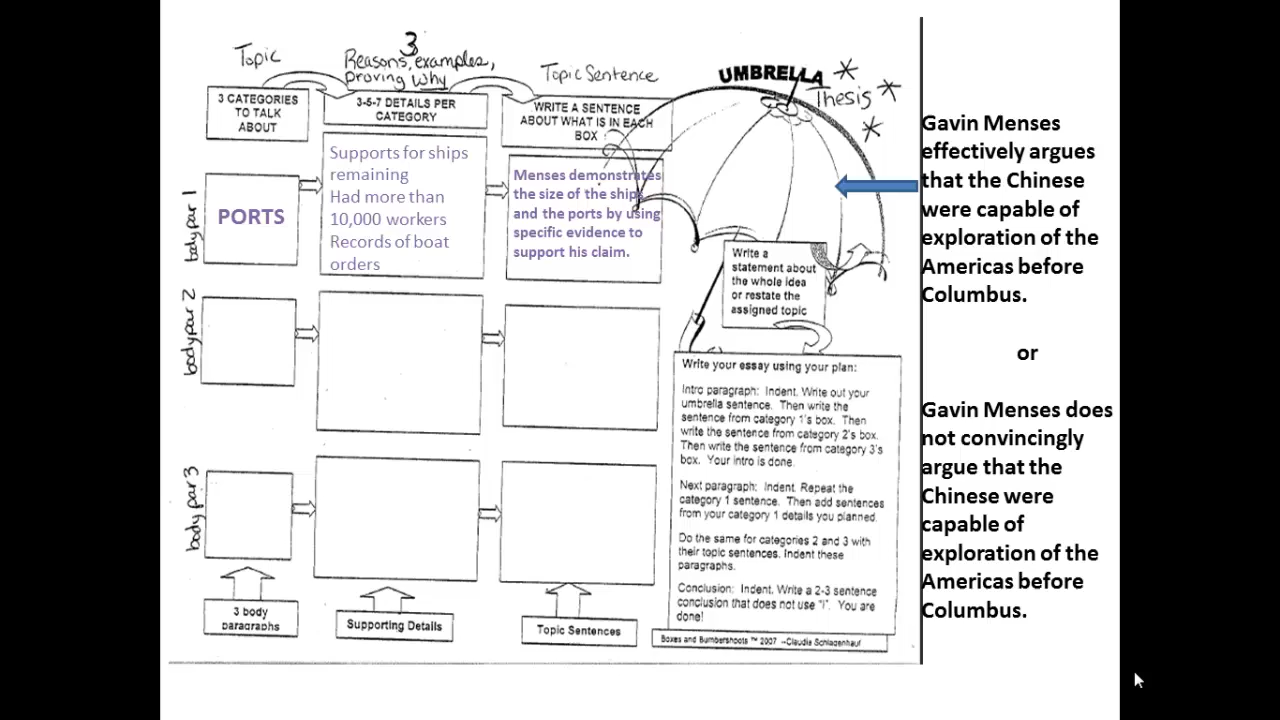 3
Topic
Reasons, examples,
proving why
Topic Sentence
UMBRELLA
Thesis
3 CATEGORIES
TO TALK
ABOUT
3-5-7 DETAILS PER
CATEGORY
WRITE A SENTENCE
ABOUT WHAT IS IN EACH
BOX
body par 1
PORTS
Supports for ships
remaining
Had more than
10,000 workers
Records of boat
orders
Menses demonstrates
the size of the ships
and the ports by using
specific evidence to
support his claim.
Write a
statement about
the whole idea
or restate the
assigned topic
body par 2
body par 3
3 body
paragraphs
Supporting Details
Topic Sentences
Write your essay using your plan:
Intro paragraph: Indent. Write out your
umbrella sentence. Then write the
sentence from category 1's box. Then
write the sentence from category 2's box.
Then write the sentence from category 3's
box. Your intro is done.
Next paragraph: Indent. Repeat the
category 1 sentence. Then add sentences
from your category 1 details you planned.
Do the same for categories 2 and 3 with
their topic sentences. Indent these
paragraphs.
Conclusion: Indent. Write a 2-3 sentence
conclusion that does not use "I". You are
done!
Boxes and Bumbershoots ™ 2007 --Claudia Schlagenhauf
Gavin Menses
effectively argues
that the Chinese
were capable of
exploration of the
Americas before
Columbus.
or
Gavin Menses does
not convincingly
argue that the
Chinese were
capable of
exploration of the
Americas before
Columbus.